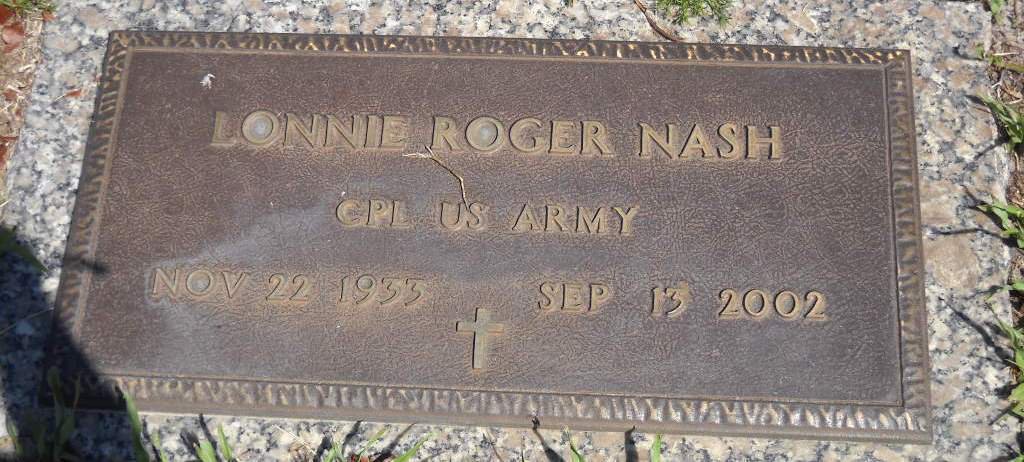 LONNIE ROGER NASH
CPL US ARMY
NOV 22 1933 SEP 13 2002